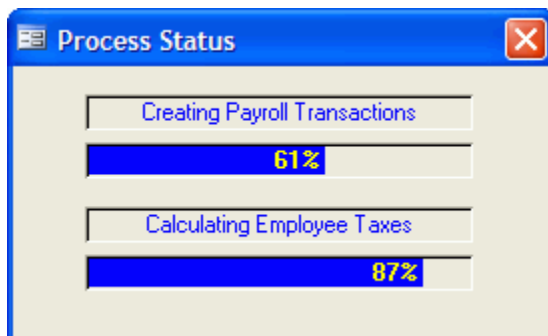 Process Status
Creating Payroll Transactions
61%
Calculating Employee Taxes
87%